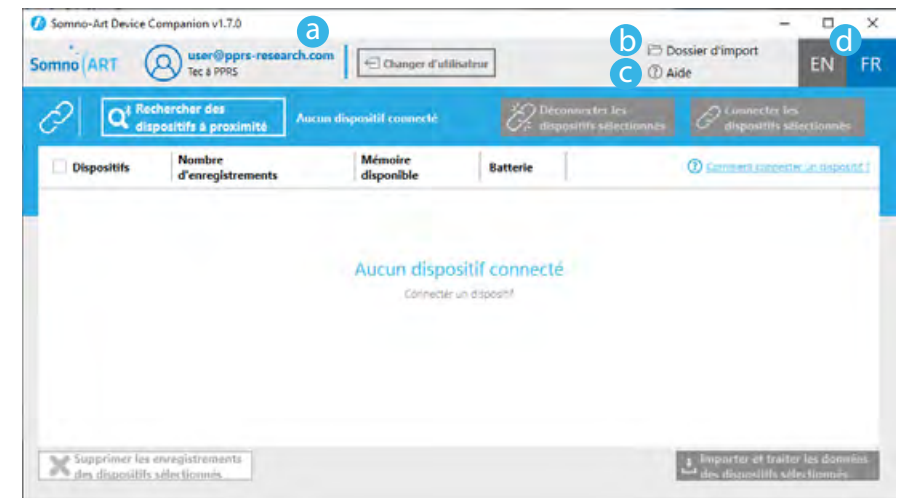 Somno-Art Device Companion v1.7.0
a
b
c
d
Somno ART
user@pprs-research.com
Tec à PPRS
Changer d'utilisateur
Dossier d'import
Aide
EN FR
Rechercher des
dispositifs à proximité
Aucun dispositif connecté
Déconnecter les
dispositifs sélectionnés
Connecter les
dispositifs sélectionnés
Dispositifs
Nombre
d'enregistrements
Mémoire
disponible
Batterie
Comment connecter un dispositif ?
Aucun dispositif connecté
Connecter un dispositif
Supprimer les enregistrements
des dispositifs sélectionnés
Importer et traiter les données
des dispositifs sélectionnés